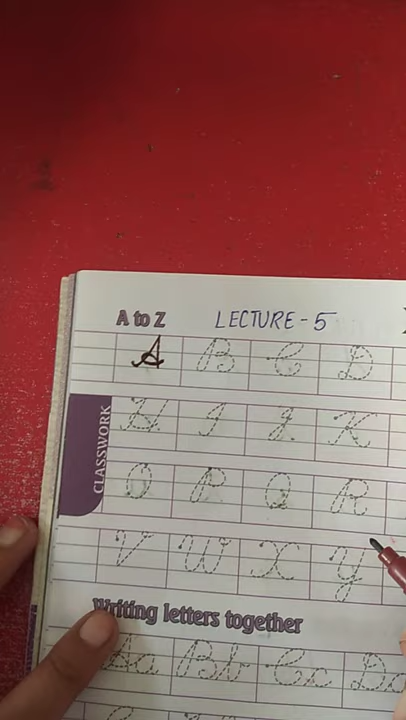 A to Z LECTURE - 5
A B C D
CLASSWORK
H I J K
O P Q R
V W X Y
Writing letters together
Aa Bb Cc Dd